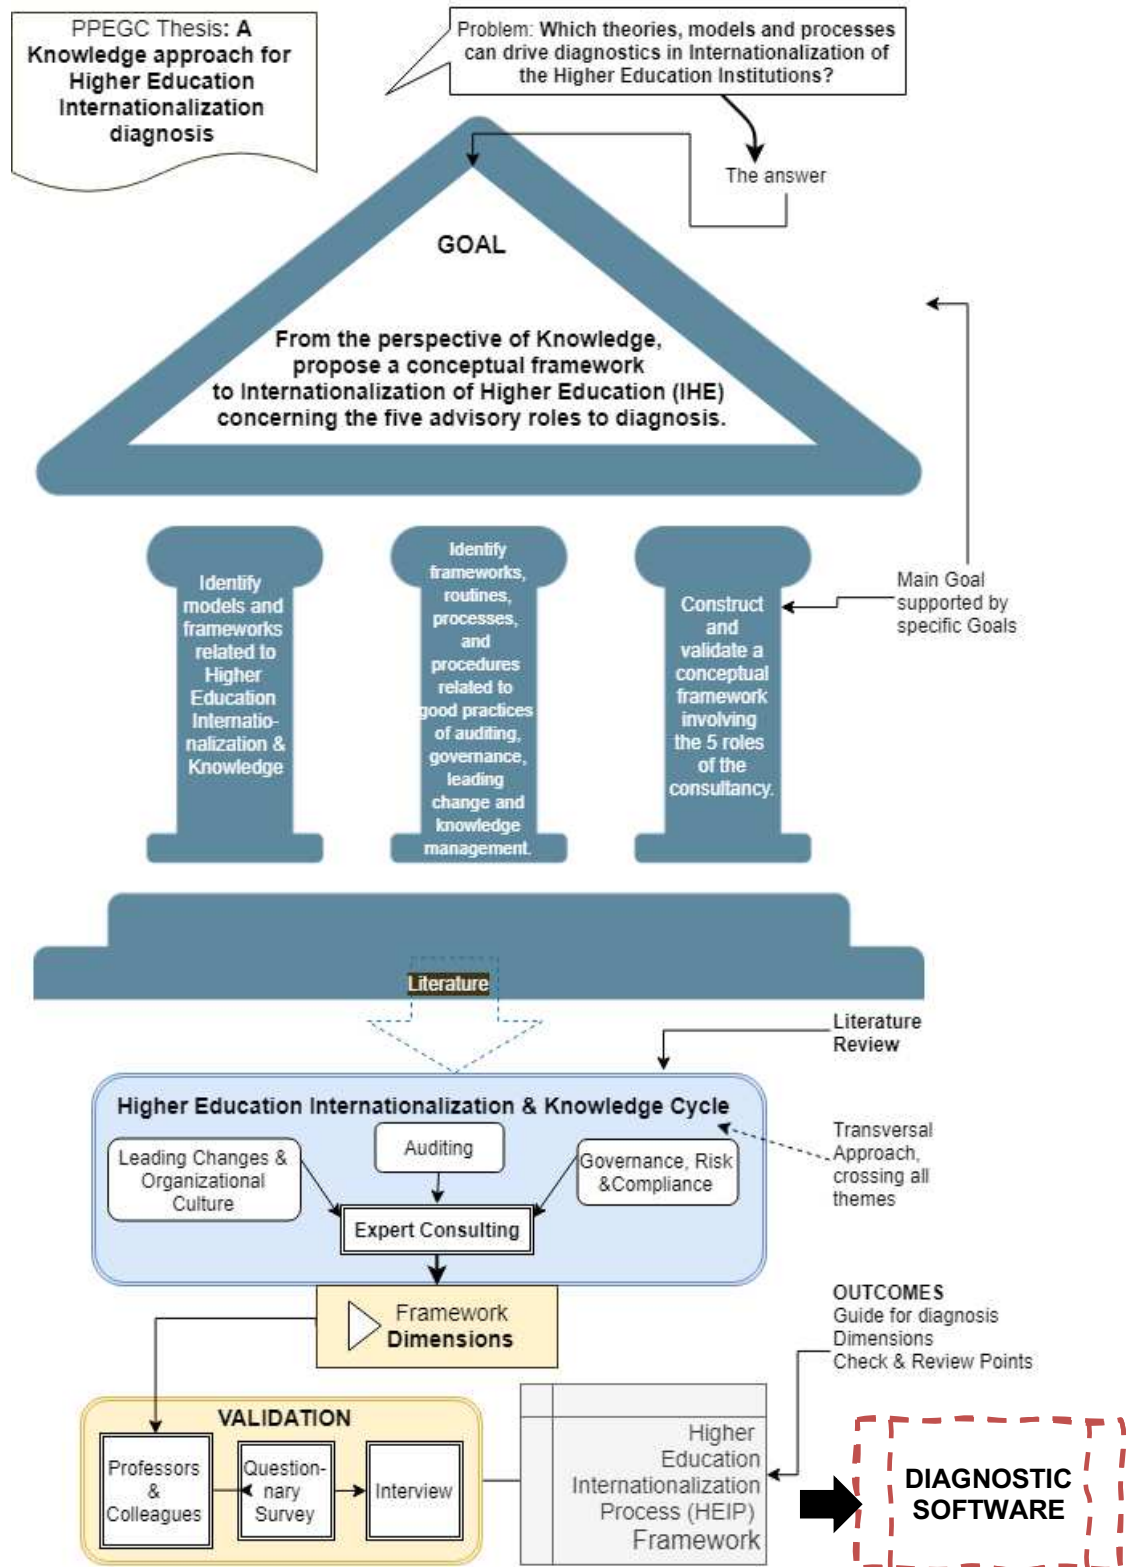 PPEGC Thesis: A
Knowledge approach for
Higher Education
Internationalization
diagnosis
Problem: Which theories, models and processes
can drive diagnostics in Internationalization of
the Higher Education Institutions?
The answer
GOAL
From the perspective of Knowledge,
propose a conceptual framework
to Internationalization of Higher Education (IHE)
concerning the five advisory roles to diagnosis.
Identify
models and
frameworks
related to
Higher
Education
Internatio-
nalization &
Knowledge
Identify
frameworks,
routines,
processes,
and
procedures
related to
good practices
of auditing,
governance,
leading
change and
knowledge
management.
Construct
and
validate a
conceptual
framework
involving
the 5 roles
of the
consultancy.
Main Goal
supported by
specific Goals
Literature
Literature
Review
Higher Education Internationalization & Knowledge Cycle
Leading Changes &
Organizational
Culture
Auditing
Governance, Risk
&Compliance
Expert Consulting
Transversal
Approach,
crossing all
themes
Framework
Dimensions
OUTCOMES
Guide for diagnosis
Dimensions
Check & Review Points
VALIDATION
Professors
&
Colleagues
Question-
nary
Survey
Interview
Higher
Education
Internationalization
Process (HEIP)
Framework
DIAGNOSTIC
SOFTWARE